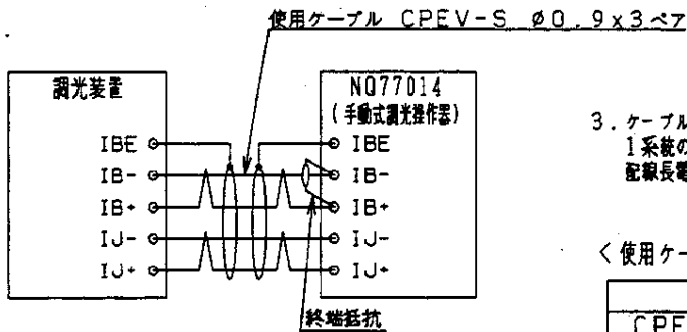 使用ケーブル CPEV-S Ø0.9x3ペア
調光装置
IBE
IB-
IB+
IJ-
IJ+
NQ77014
(手動式調光操作器)
IBE
IB-
IB+
IJ-
IJ+
終端抵抗
3.ケーブル
1系統の
配線長電
<使用ケー
CPE